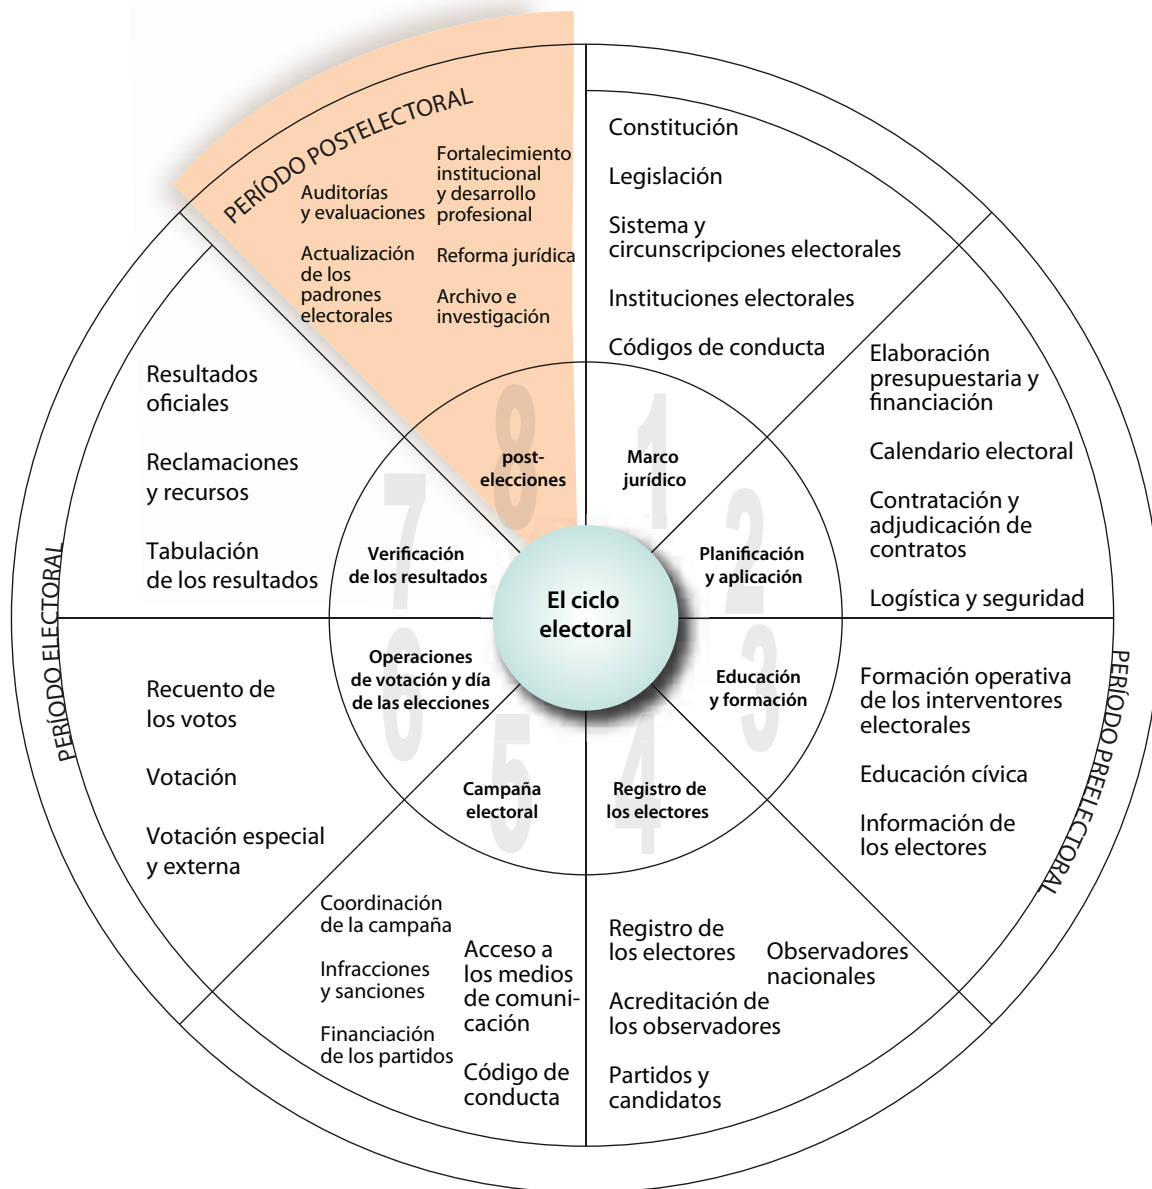 El ciclo
electoral
PERÍODO PREELECTORAL
1
Marco
jurídico
Constitución
Legislación
Sistema y
circunscripciones electorales
Instituciones electorales
Códigos de conducta
2
Planificación
y aplicación
Elaboración
presupuestaria y
financiación
Calendario electoral
Contratación y
adjudicación de
contratos
Logística y seguridad
3
Educación
y formación
Formación operativa
de los interventores
electorales
Educación cívica
Información de
los electores
4
Registro de
los electores
Registro de
los electores
Observadores
nacionales
Acreditación de
los observadores
Partidos y
candidatos
PERÍODO ELECTORAL
5
Campaña
electoral
Coordinación
de la campaña
Infracciones
y sanciones
Financiación
de los partidos
Acceso a
los medios
de comuni-
cación
Código de
conducta
6
Operaciones
de votación y día
de las elecciones
Recuento de
los votos
Votación
Votación especial
y externa
7
Verificación
de los resultados
Resultados
oficiales
Reclamaciones
y recursos
Tabulación
de los resultados
PERÍODO POSTELECTORAL
8
post-
elecciones
Auditorías
y evaluaciones
Actualización
de los
padrones
electorales
Fortalecimiento
institucional
y desarrollo
profesional
Reforma jurídica
Archivo e
investigación